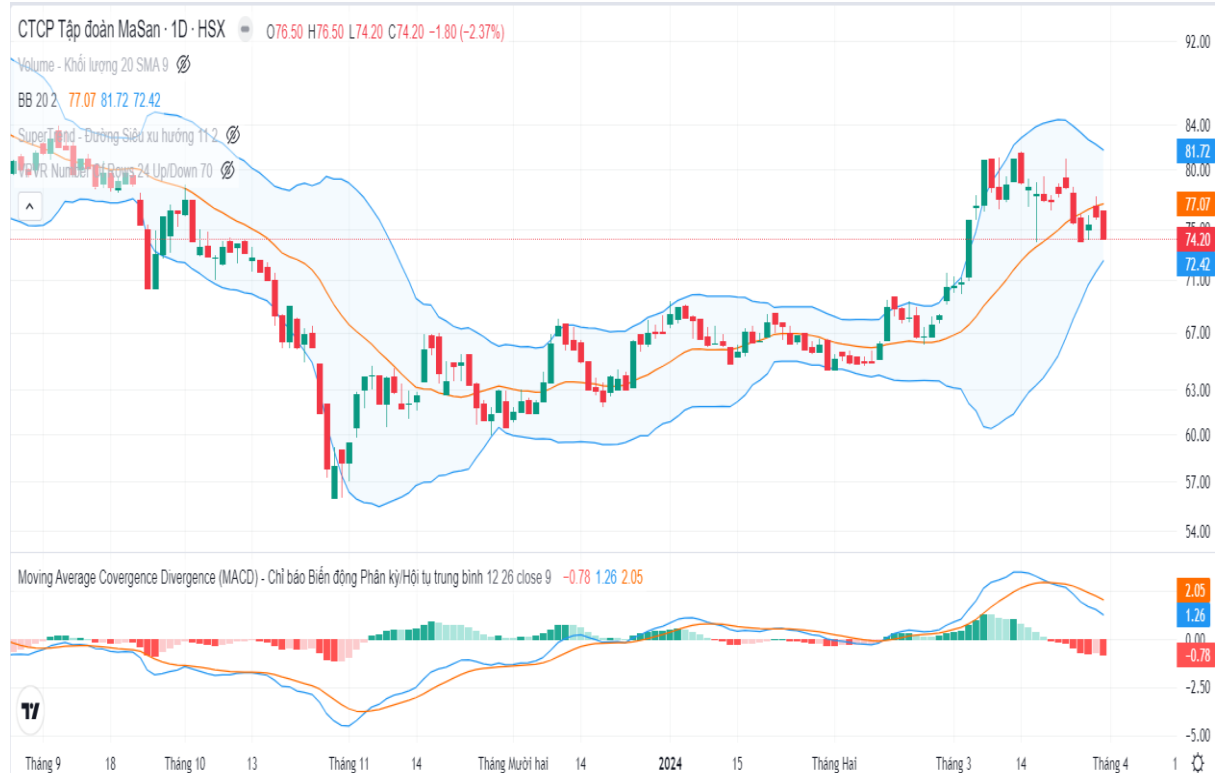 CTCP Tập đoàn MaSan · 1D · HSX O76.50 H76.50 L74.20 C74.20 −1.80 (−2.37%)
Volume - Khối lượng 20 SMA 9
BB 20 2 77.07 81.72 72.42
SuperTrend - Đường Siêu xu hướng 11 2
VPVR Number Of Rows 24 Up/Down 70
92.00
84.00
81.72
80.00
77.07
75.00
74.20
72.42
71.00
67.00
63.00
60.00
57.00
54.00
Moving Average Covergence Divergence (MACD) - Chỉ báo Biến động Phân kỳ/Hội tụ trung bình 12 26 close 9 −0.78 1.26 2.05
2.05
1.26
0.00
−0.78
−2.50
−5.00
Tháng 9 18 Tháng 10 13 Tháng 11 14 Tháng Mười hai 14 2024 15 Tháng Hai Tháng 3 14 Tháng 4 1